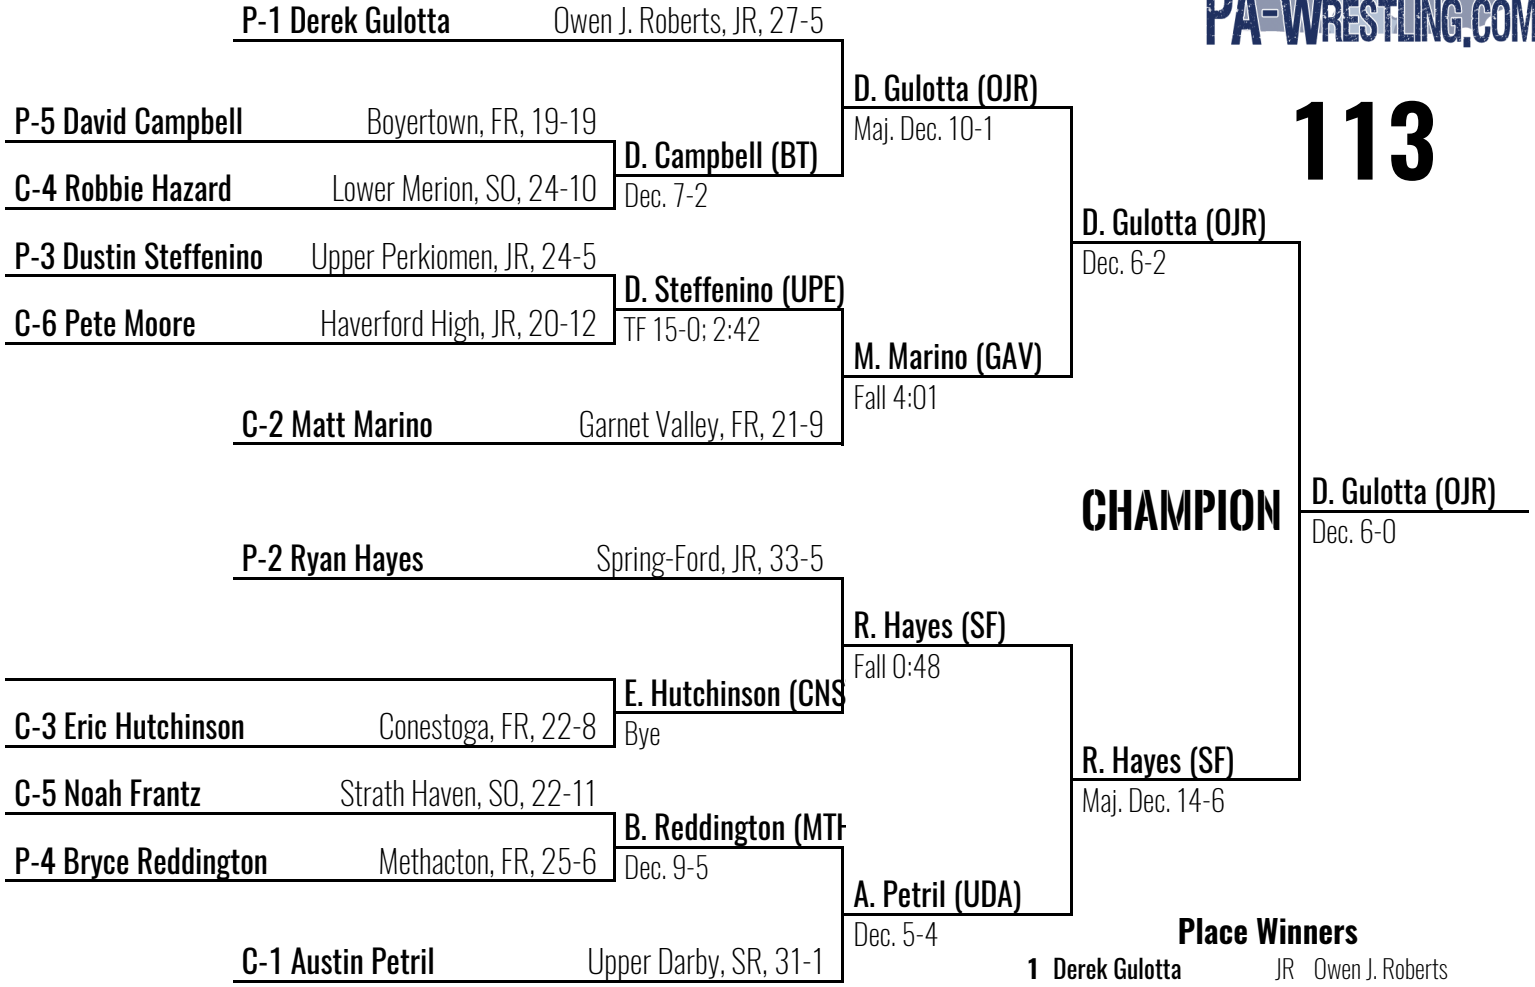 P-1 Derek Gulotta Owen J. Roberts, JR, 27-5
PA-WRESTLING.COM
D. Gulotta (OJR)
Maj. Dec. 10-1
113
P-5 David Campbell Boyertown, FR, 19-19
D. Campbell (BT)
Dec. 7-2
C-4 Robbie Hazard Lower Merion, SO, 24-10
D. Gulotta (OJR)
Dec. 6-2
P-3 Dustin Steffenino Upper Perkiomen, JR, 24-5
D. Steffenino (UPE)
TF 15-0; 2:42
C-6 Pete Moore Haverford High, JR, 20-12
M. Marino (GAV)
Fall 4:01
C-2 Matt Marino Garnet Valley, FR, 21-9
CHAMPION
D. Gulotta (OJR)
Dec. 6-0
P-2 Ryan Hayes Spring-Ford, JR, 33-5
R. Hayes (SF)
Fall 0:48
E. Hutchinson (CNS
Bye
C-3 Eric Hutchinson Conestoga, FR, 22-8
R. Hayes (SF)
Maj. Dec. 14-6
C-5 Noah Frantz Strath Haven, SO, 22-11
B. Reddington (MTH
Dec. 9-5
P-4 Bryce Reddington Methacton, FR, 25-6
A. Petril (UDA)
Dec. 5-4
C-1 Austin Petril Upper Darby, SR, 31-1
Place Winners
1 Derek Gulotta JR Owen J. Roberts